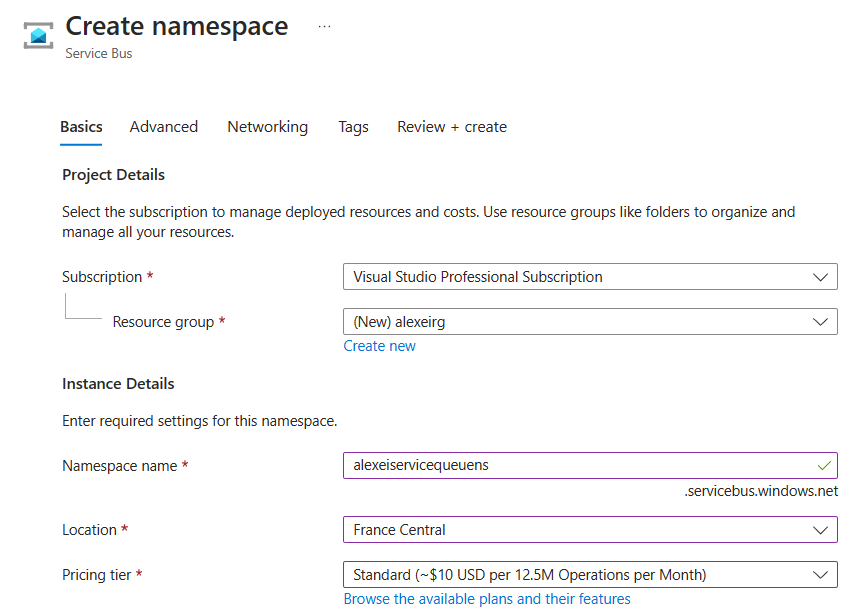 Create namespace ...
Service Bus
Basics Advanced Networking Tags Review + create
Project Details
Select the subscription to manage deployed resources and costs. Use resource groups like folders to organize and
manage all your resources.
Subscription * Visual Studio Professional Subscription
Resource group * (New) alexeirg
Create new
Instance Details
Enter required settings for this namespace.
Namespace name * alexeiservicequeuens
.servicebus.windows.net
Location * France Central
Pricing tier * Standard (~$10 USD per 12.5M Operations per Month)
Browse the available plans and their features